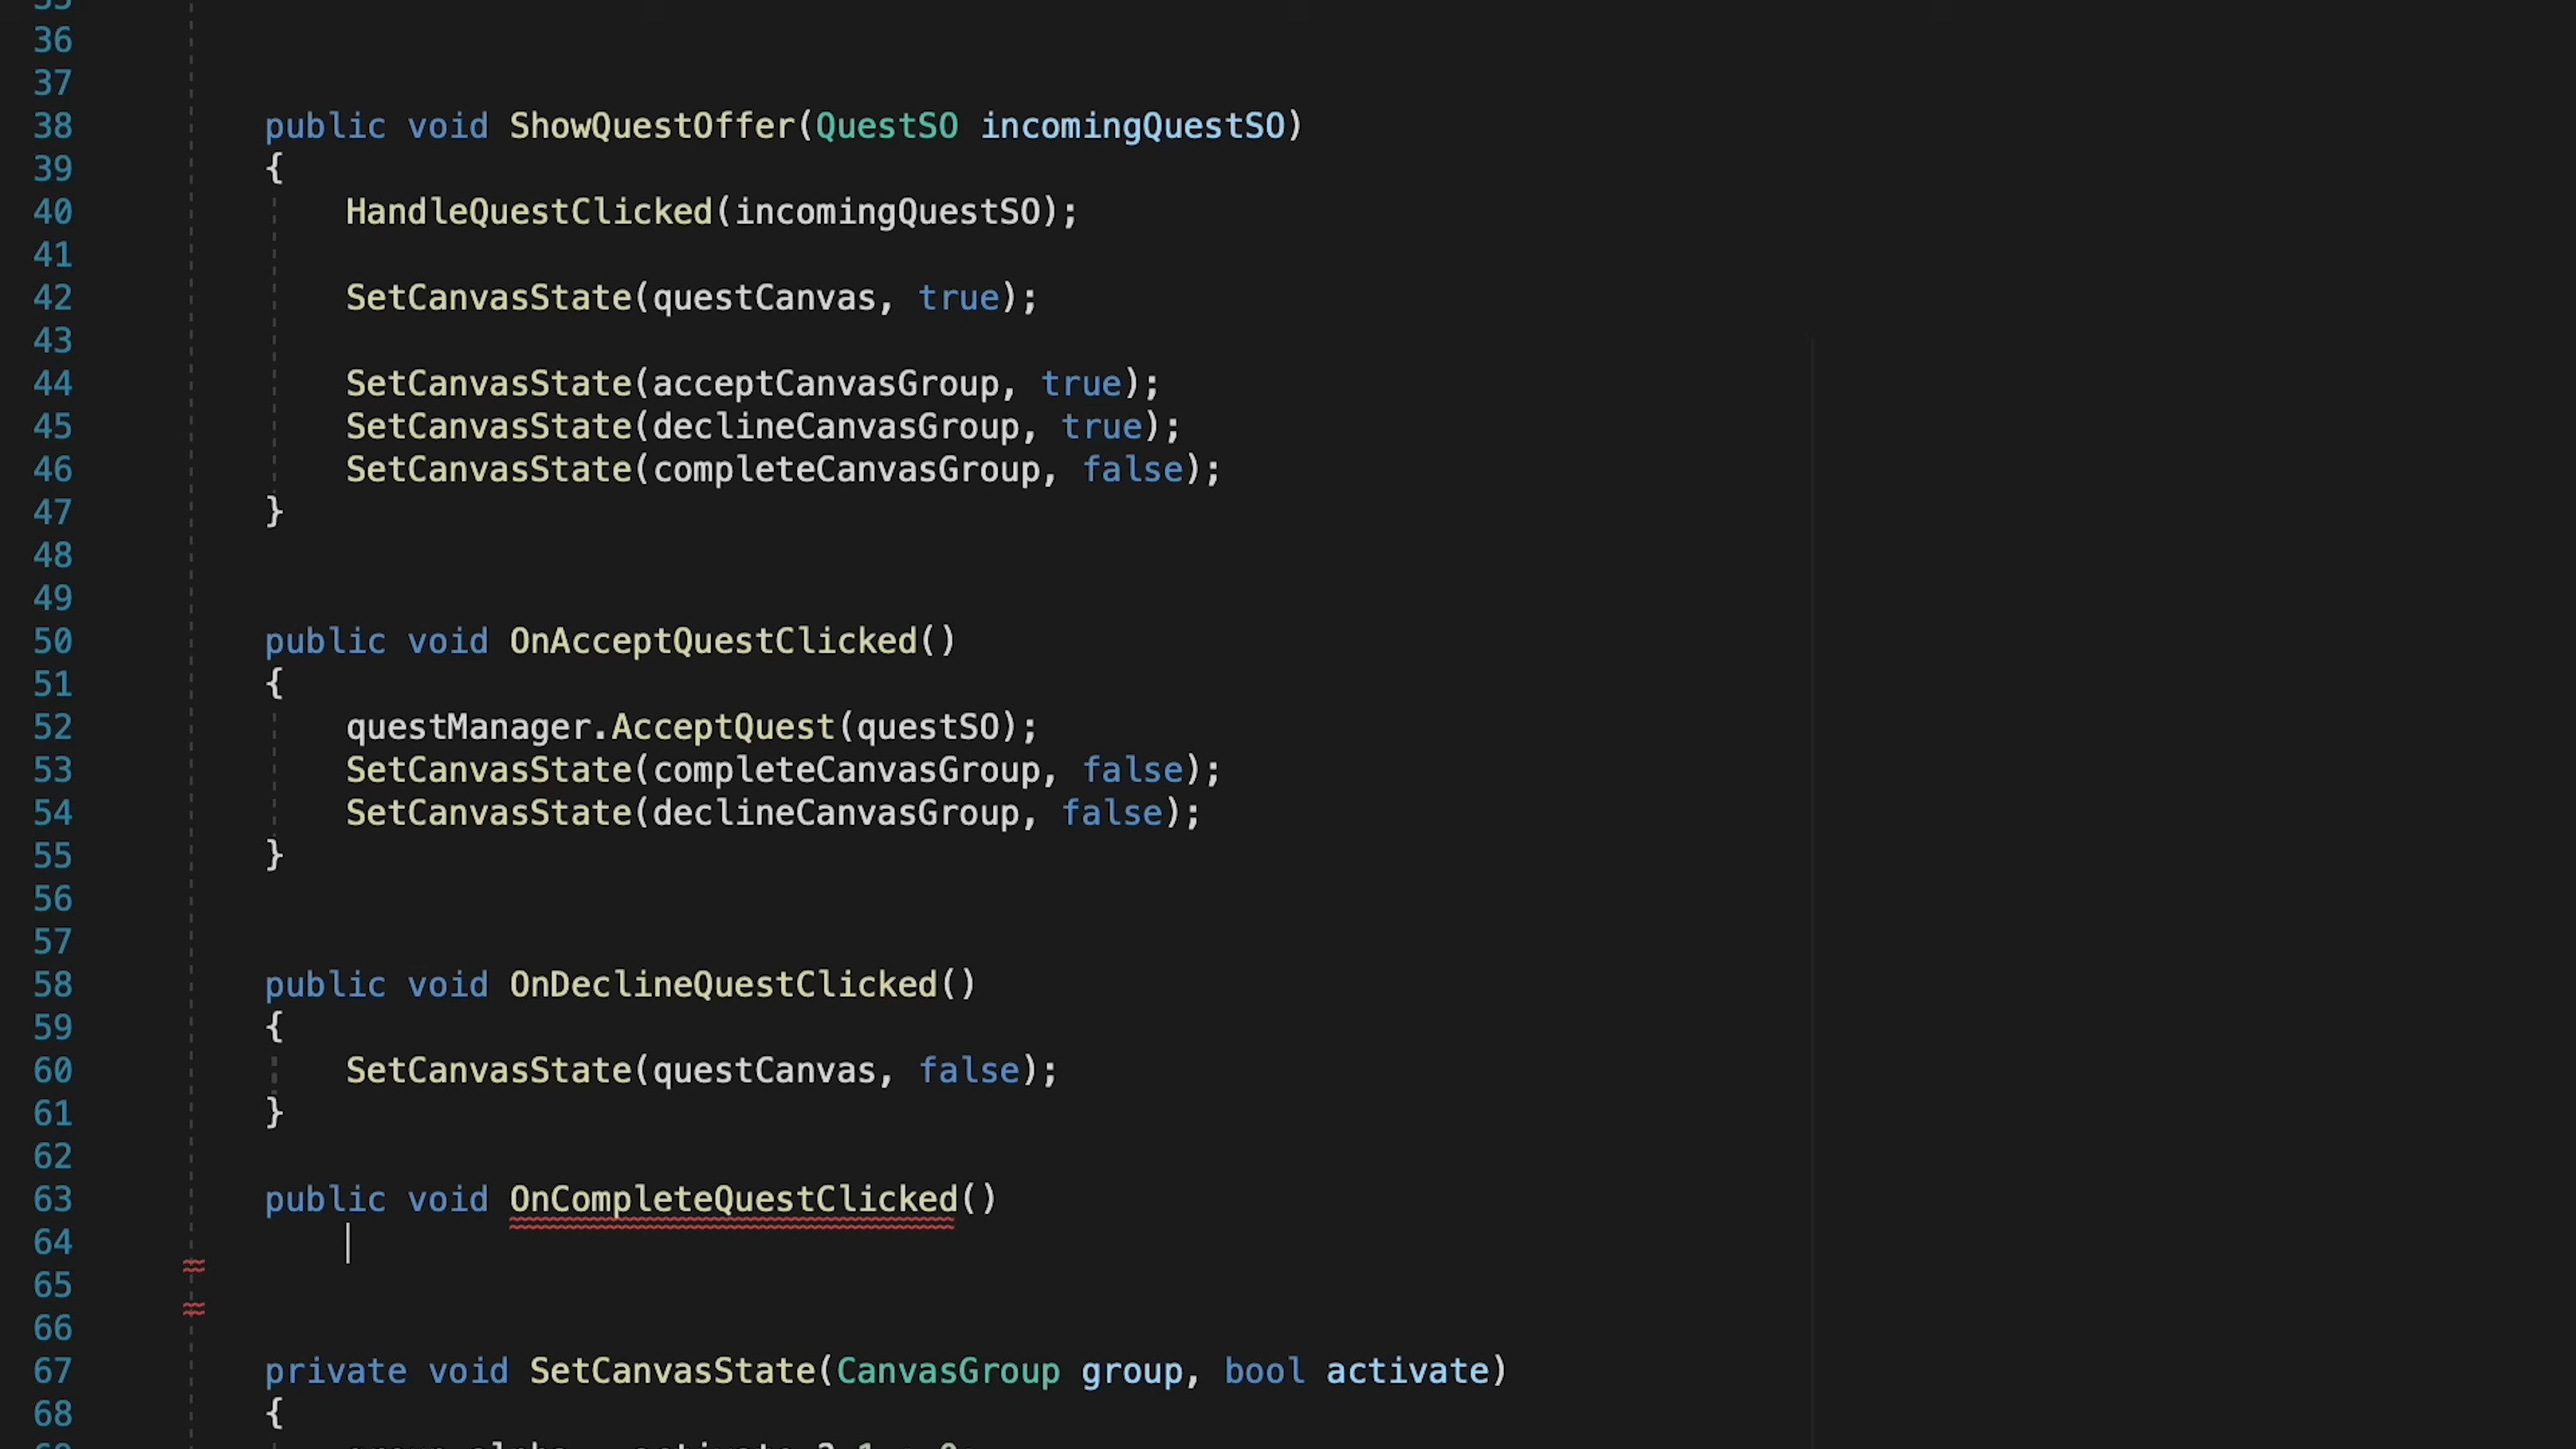 36
37
38 public void ShowQuestOffer(QuestSO incomingQuestSO)
39 {
40 HandleQuestClicked(incomingQuestSO);
41
42 SetCanvasState(questCanvas, true);
43
44 SetCanvasState(acceptCanvasGroup, true);
45 SetCanvasState(declineCanvasGroup, true);
46 SetCanvasState(completeCanvasGroup, false);
47 }
48
49
50 public void OnAcceptQuestClicked()
51 {
52 questManager.AcceptQuest(questSO);
53 SetCanvasState(completeCanvasGroup, false);
54 SetCanvasState(declineCanvasGroup, false);
55 }
56
57
58 public void OnDeclineQuestClicked()
59 {
60 SetCanvasState(questCanvas, false);
61 }
62
63 public void OnCompleteQuestClicked()
64
65
66
67 private void SetCanvasState(CanvasGroup group, bool activate)
68 {